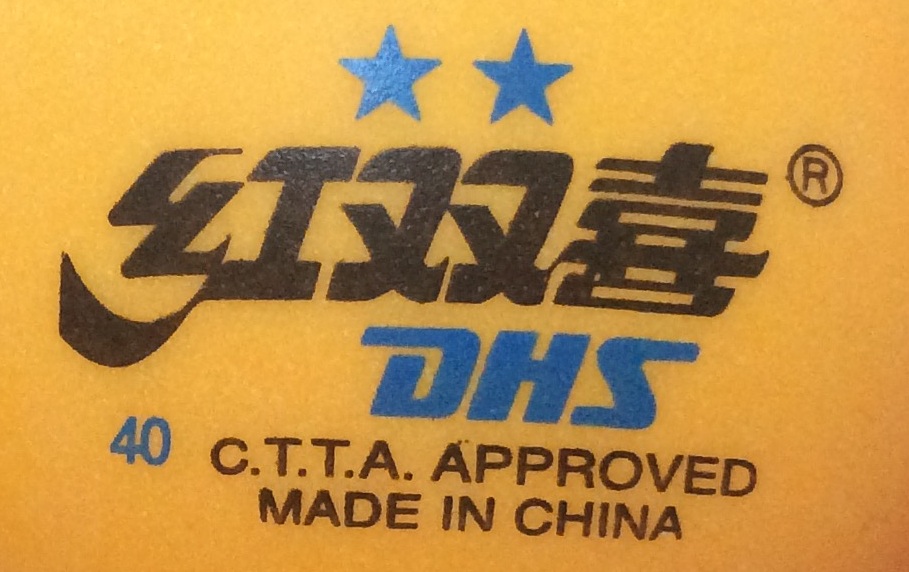 红双喜®
DHS
40
C.T.T.A. APPROVED
MADE IN CHINA